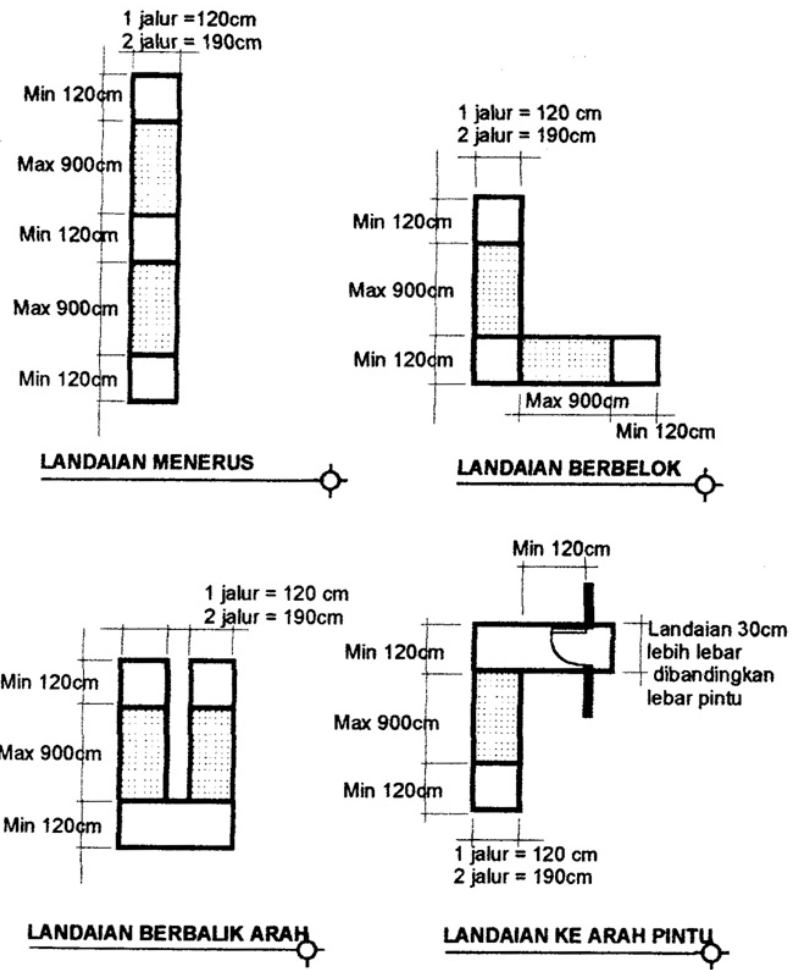 1 jalur =120cm
2 jalur = 190cm
Min 120cm
Max 900cm
Min 120cm
Max 900cm
Min 120cm
LANDAIAN MENERUS
1 jalur = 120 cm
2 jalur = 190cm
Min 120cm
Max 900cm
Min 120cm
Max 900cm
Min 120cm
LANDAIAN BERBELOK
1 jalur = 120 cm
2 jalur = 190cm
Min 120cm
Max 900cm
Min 120cm
LANDAIAN BERBALIK ARAH
Min 120cm
Min 120cm
Landaian 30cm
lebih lebar
dibandingkan
lebar pintu
Max 900cm
Min 120cm
1 jalur = 120 cm
2 jalur = 190cm
LANDAIAN KE ARAH PINTU